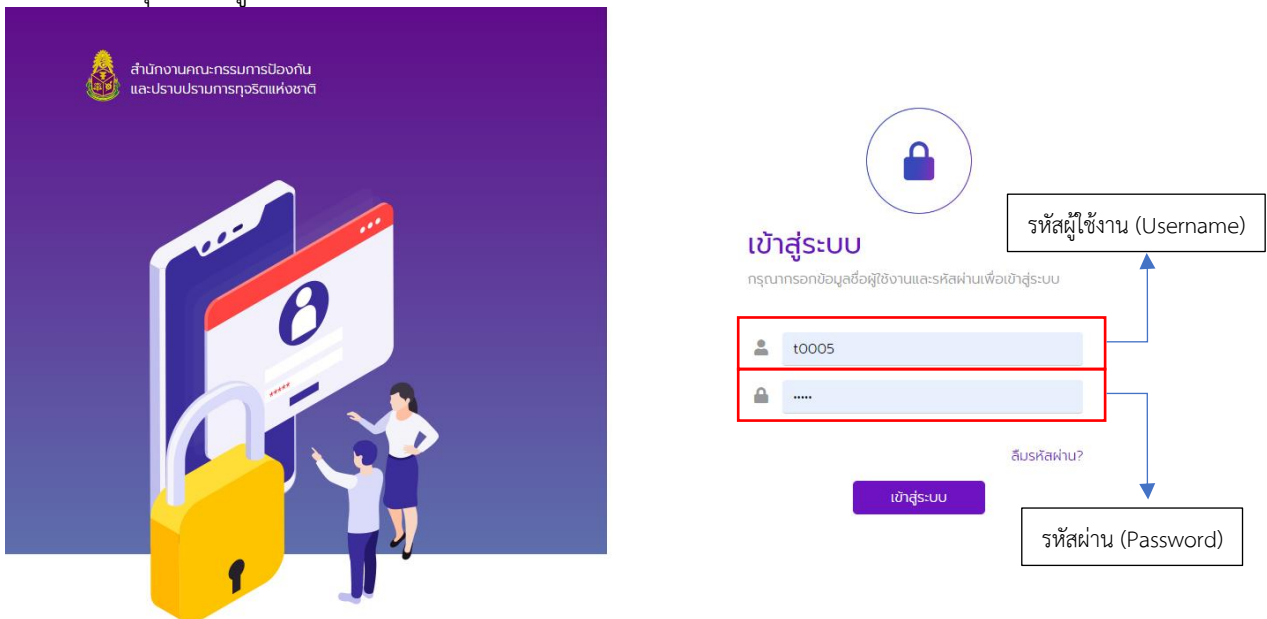 สำนักงานคณะกรรมการป้องกัน
และปราบปรามการทุจริตแห่งชาติ
รหัสผู้ใช้งาน (Username)
เข้าสู่ระบบ
กรุณากรอกข้อมูลชื่อผู้ใช้งานและรหัสผ่านเพื่อเข้าสู่ระบบ
t0005
•••••
*****
ลืมรหัสผ่าน?
เข้าสู่ระบบ
รหัสผ่าน (Password)